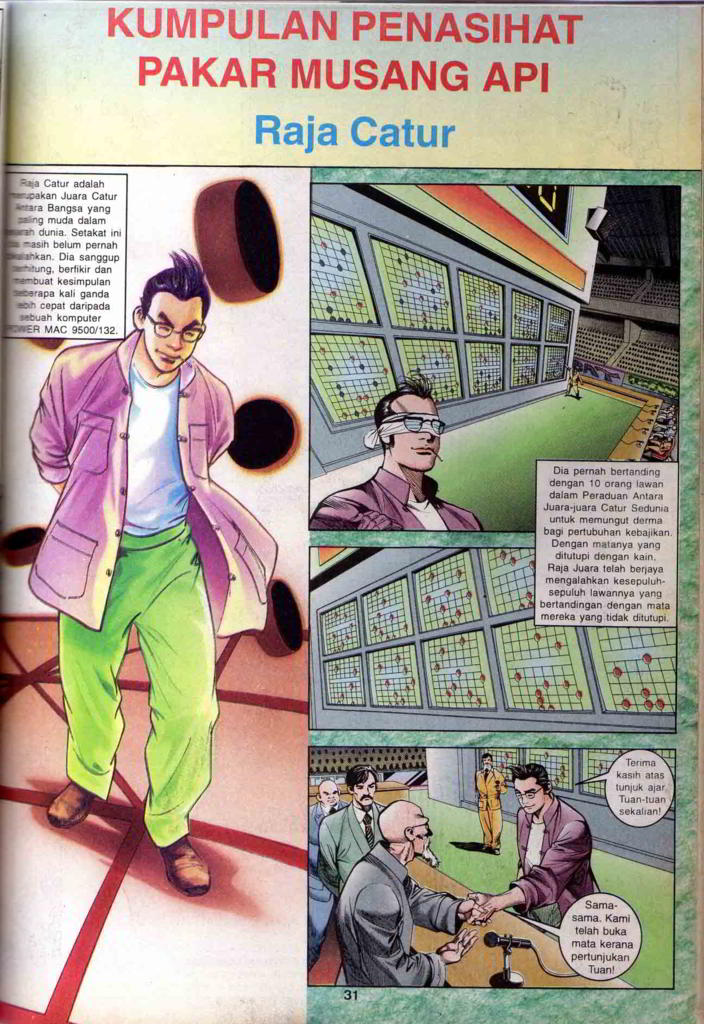 KUMPULAN PENASIHAT
PAKAR MUSANG API
Raja Catur
Raja Catur adalah
merupakan Juara Catur
Antara Bangsa yang
paling muda dalam
sejarah dunia. Setakat ini
dia masih belum pernah
dikalahkan. Dia sanggup
berhitung, berfikir dan
membuat kesimpulan
beberapa kali ganda
lebih cepat daripada
sebuah komputer
POWER MAC 9500/132.
Dia pernah bertanding
dengan 10 orang lawan
dalam Peraduan Antara
Juara-juara Catur Sedunia
untuk memungut derma
bagi pertubuhan kebajikan.
Dengan matanya yang
ditutupi dengan kain.
Raja Juara telah berjaya
mengalahkan kesepuluh-
sepuluh lawannya yang
bertandingan dengan mata
mereka yang tidak ditutupi.
Terima
kasih atas
tunjuk ajar
Tuan-tuan
sekalian!
Sama-
sama. Kami
telah buka
mata kerana
pertunjukan
Tuan!
31